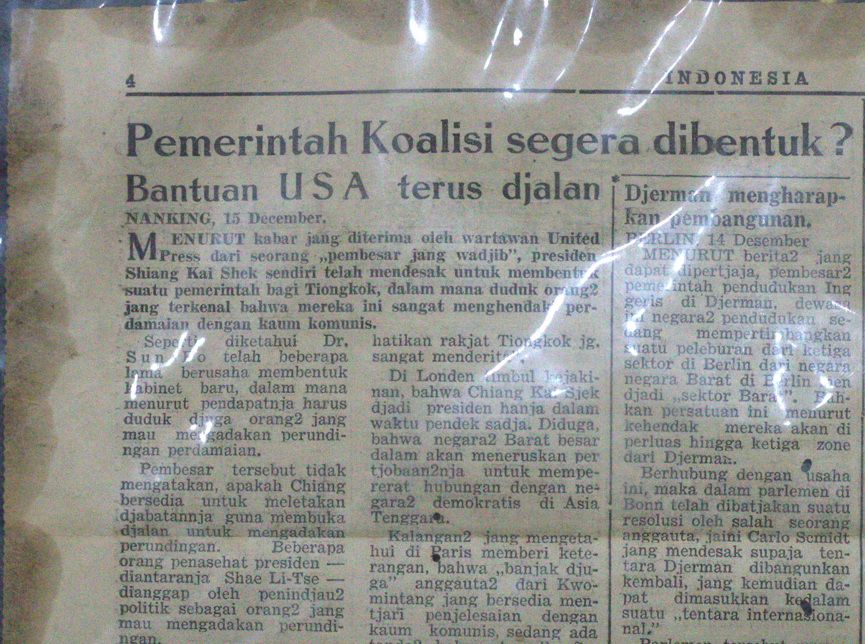 4
INDONESIA
Pemerintah Koalisi segera dibentuk ?
Bantuan USA terus djalan
NANKING, 15 December.
MENURUT kabar jang diterima oleh wartawan United
Press dari seorang „pembesar jang wadjib”, presiden
Shiang Kai Shek sendiri telah mendesak untuk membentuk
suatu pemerintah bagi Tiongkok, dalam mana duduk orang2
jang terkenal bahwa mereka ini sangat menghendaki per-
damaian dengan kaum komunis.
Seperti diketahui Dr.
Sun Fo telah beberapa
lama berusaha membentuk
kabinet baru, dalam mana
menurut pendapatnja harus
duduk djuga orang2 jang
mau mengadakan perundi-
ngan perdamaian.
Pembesar tersebut tidak
mengatakan, apakah Chiang
bersedia untuk meletakan
djabatannja guna membuka
djalan untuk mengadakan
perundingan. Beberapa
orang penasehat presiden —
diantaranja Shae Li-Tse —
dianggap oleh penindjau2
politik sebagai orang2 jang
mau mengadakan perundi-
ngan.
hatikan rakjat Tiongkok jg.
sangat menderita.
Di Londen timbul kejaki-
nan, bahwa Chiang Kai Sjek
djadi presiden hanja dalam
waktu pendek sadja. Diduga,
bahwa negara2 Barat besar
dalam akan meneruskan per
tjobaan2nja untuk mempe-
rerat hubungan dengan ne-
gara2 demokratis di Asia
Tenggara.
Kalangan2 jang mengeta-
hui di Paris memberi kete-
rangan, bahwa „banjak dju-
ga” anggauta2 dari Kwo-
mintang jang bersedia men-
tjari penjelesaian dengan
kaum komunis, sedang ada
Djerman mengharap-
kan pembangunan.
BERLIN, 14 Desember
MENURUT berita2 jang
dapat dipertjaja, pembesar2
pemerintah pendudukan Ing
geris di Djerman, dewasa
ini negara2 pendudukan se-
dang mempertimbangkan
suatu peleburan dari ketiga
sektor di Berlin dari negara
negara Barat di Berlin men
djadi „sektor Barat”. Bah-
kan persatuan ini menurut
kehendak mereka akan di
perluas hingga ketiga zone
dari Djerman.
Berhubung dengan usaha
ini, maka dalam parlemen di
Bonn telah dibatjakan suatu
resolusi oleh salah seorang
anggauta, jaini Carlo Scmidt
jang mendesak supaja ten-
tara Djerman dibangunkan
kembali, jang kemudian da-
pat dimasukkan kedalam
suatu „tentara internasiona-
nal.”